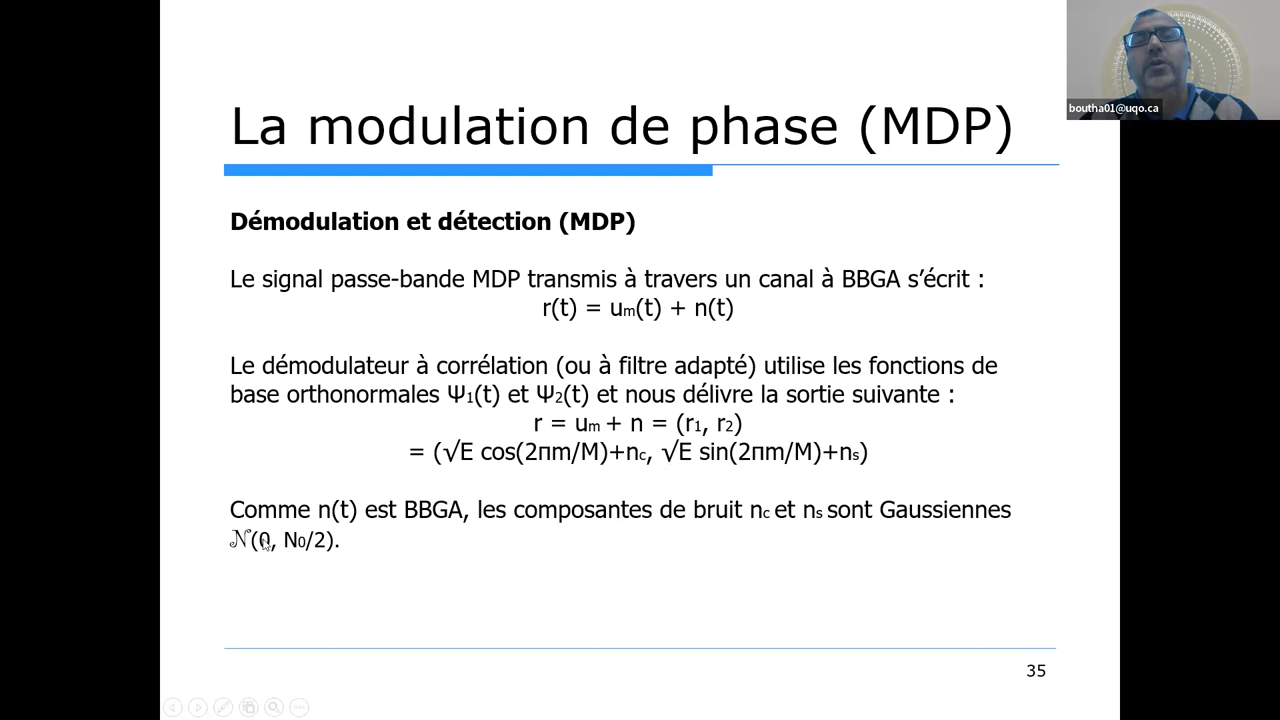 boutha01@uqo.ca
La modulation de phase (MDP)
Démodulation et détection (MDP)
Le signal passe-bande MDP transmis à travers un canal à BBGA s’écrit :
r(t) = uₘ(t) + n(t)
Le démodulateur à corrélation (ou à filtre adapté) utilise les fonctions de
base orthonormales Ψ₁(t) et Ψ₂(t) et nous délivre la sortie suivante :
r = uₘ + n = (r₁, r₂)
= (√E cos(2πm/M)+n꜀, √E sin(2πm/M)+nₛ)
Comme n(t) est BBGA, les composantes de bruit n꜀ et nₛ sont Gaussiennes
𝒩(0, N₀/2).
35